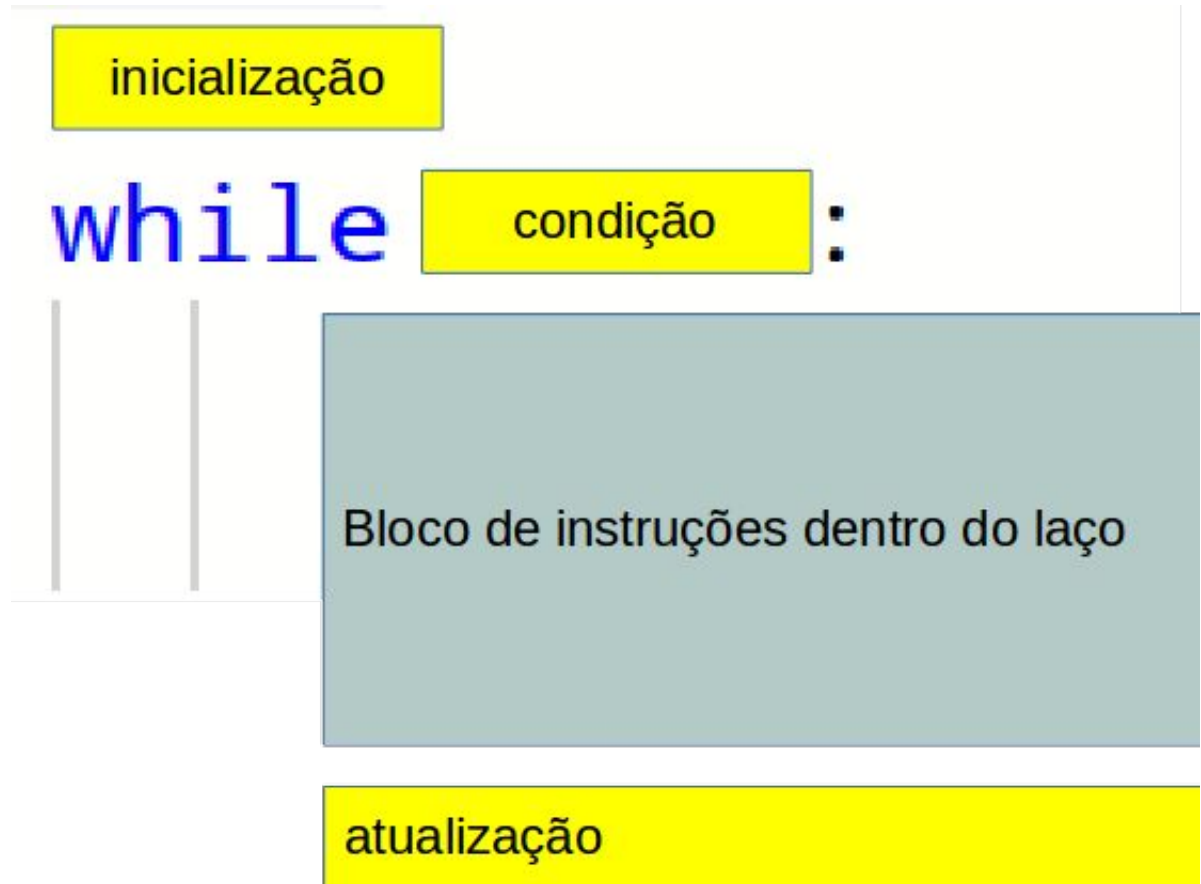 inicialização
while condição :
Bloco de instruções dentro do laço
atualização